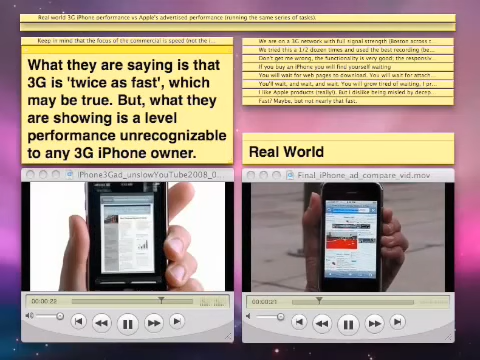 Real world 3G iPhone performance vs Apple's advertised performance (running the same series of tasks).
Keep in mind that the focus of the commercial is speed (not the i...
We are on a 3G network with full signal strength (Boston across t...
We tried this a 1/2 dozen times and used the best recording (be...
Don't get me wrong, the functionality is very good; the responsiv...
If you buy an iPhone you will find yourself waiting
You will wait for web pages to download. You will wait for attach...
You'll wait, and wait, and wait. You will grow tired of waiting. I ...
I like Apple products (really!). But I dislike being misled by decep...
Fast? Maybe, but not nearly that fast.
What they are saying is that
3G is 'twice as fast', which
may be true. But, what they
are showing is a level
performance unrecognizable
to any 3G iPhone owner.
Real World
iPhone3Gad_unslowYouTube2008_0...
Final_iPhone_ad_compare_vid.mov
00:00:22
00:00:21